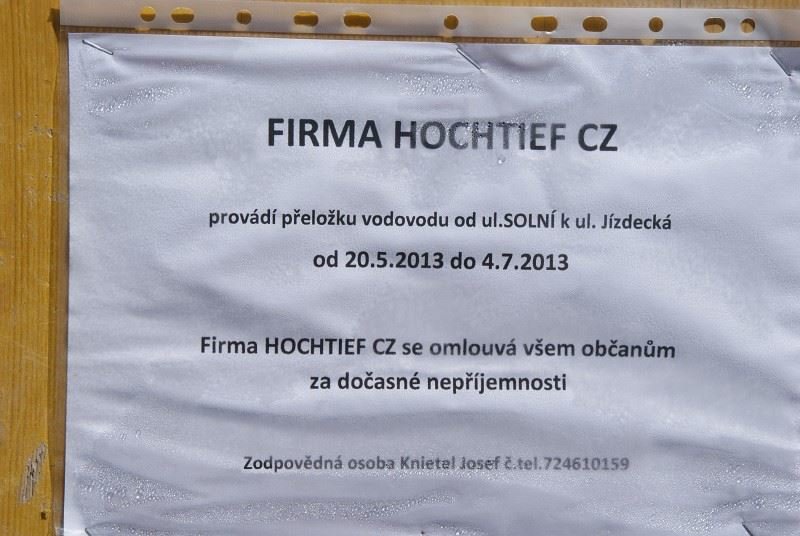 FIRMA HOCHTIEF CZ
provádí přeložku vodovodu od ul.SOLNÍ k ul. Jízdecká
od 20.5.2013 do 4.7.2013
Firma HOCHTIEF CZ se omlouvá všem občanům
za dočasné nepříjemnosti
Zodpovědná osoba Knietel Josef č.tel.724610159